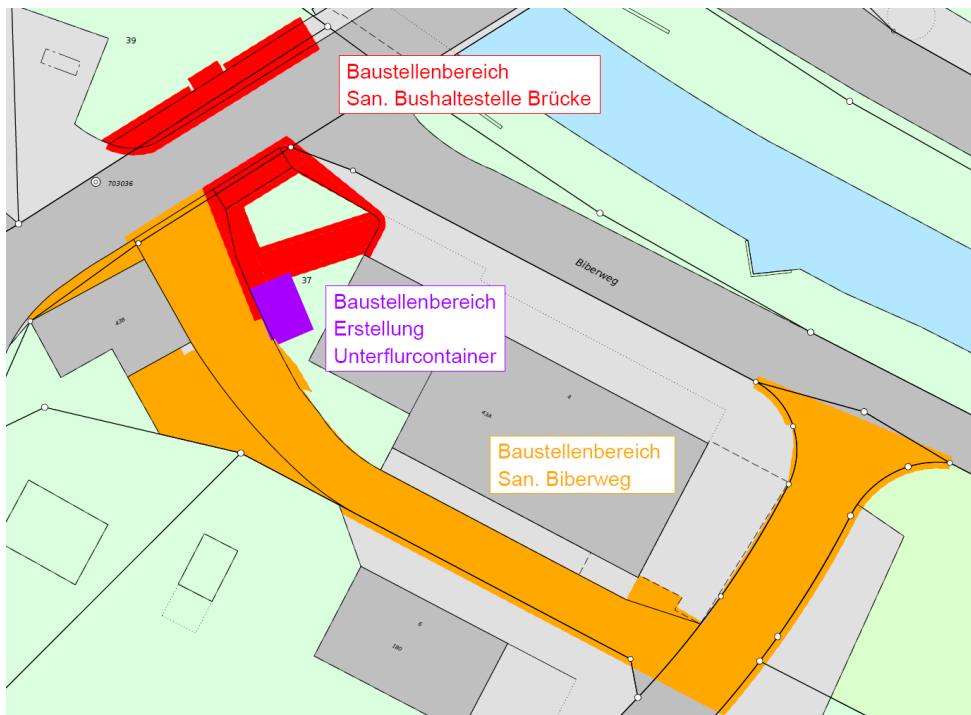 39
Baustellenbereich
San. Bushaltestelle Brücke
703036
Biberweg
37
Baustellenbereich
Erstellung
Unterflurcontainer
43B
4
43A
Baustellenbereich
San. Biberweg
6
180